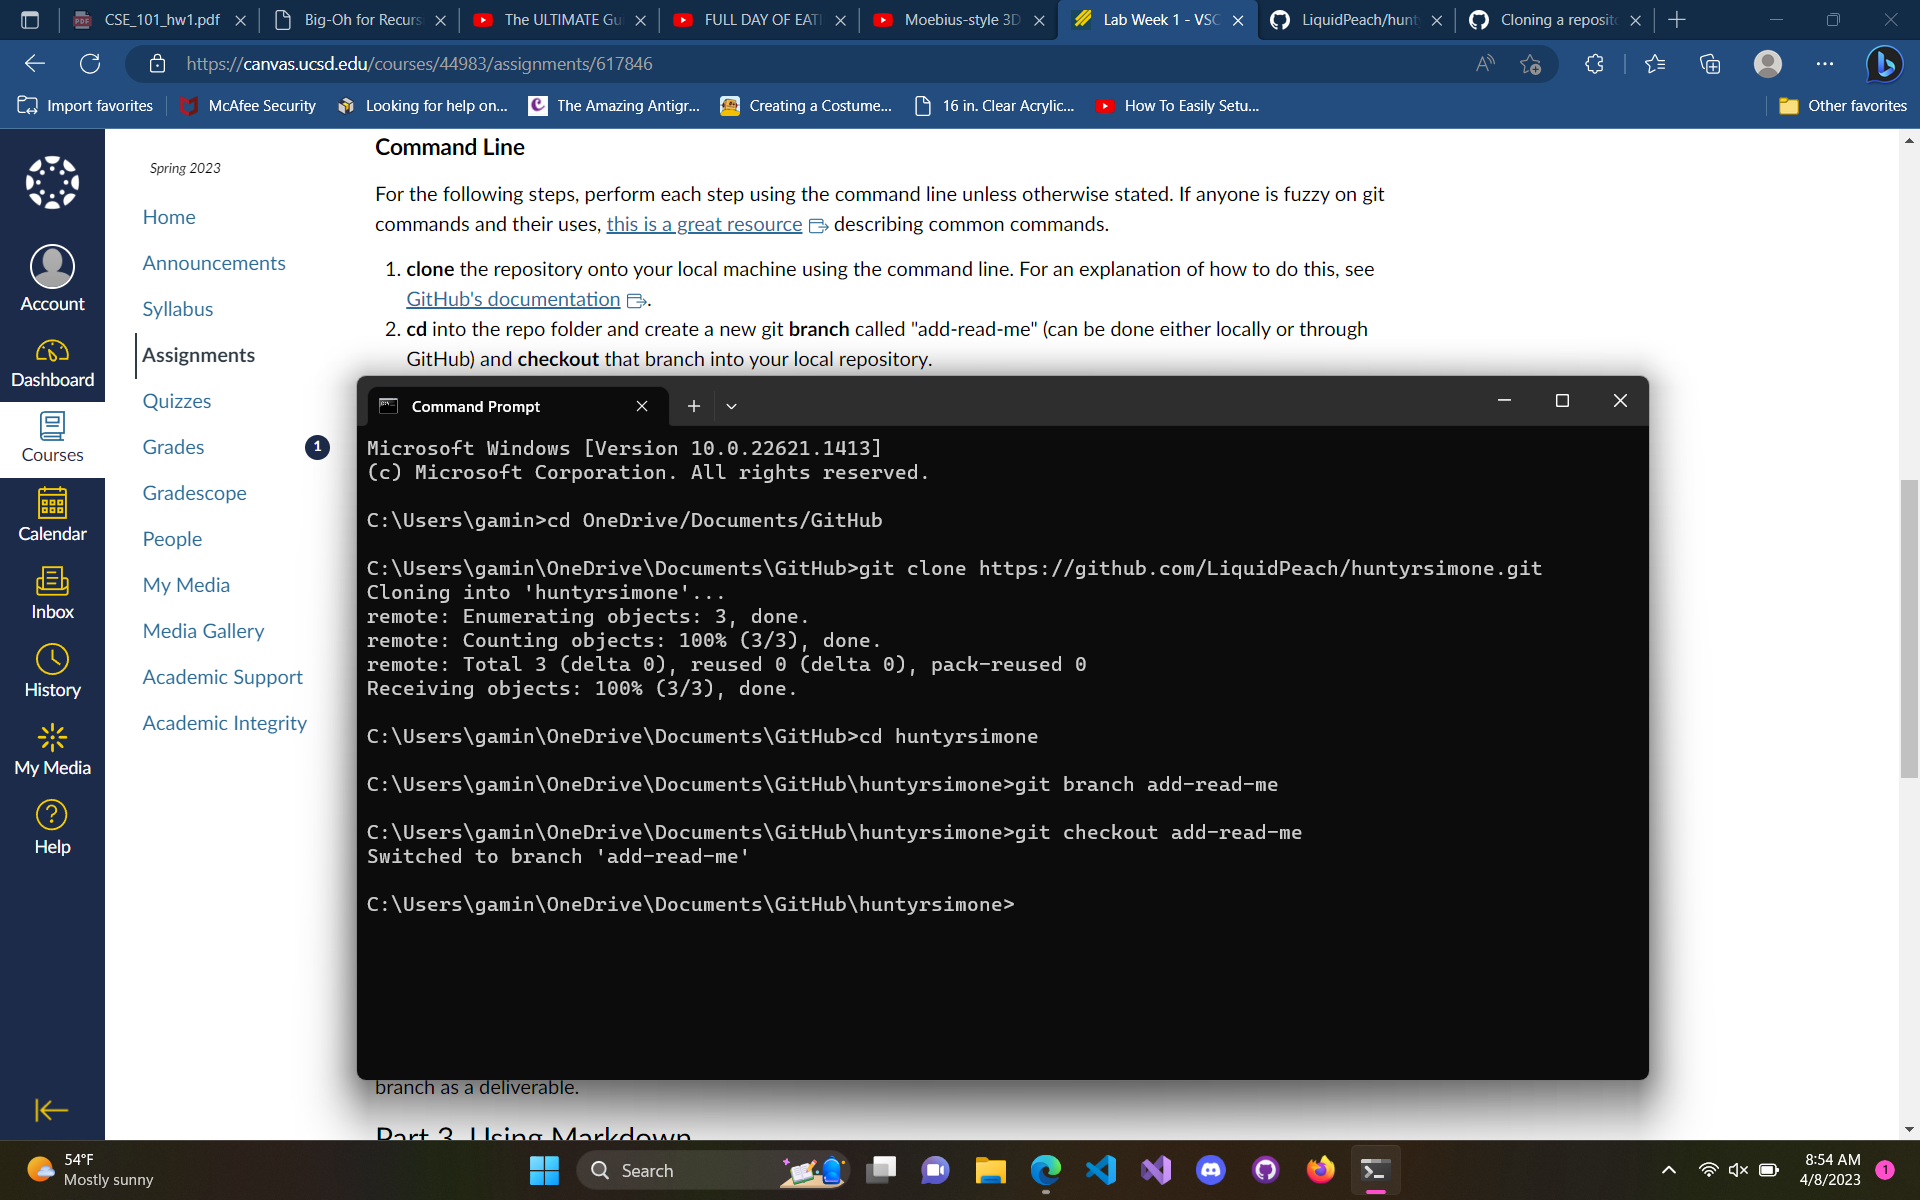 CSE_101_hw1.pdf
Big-Oh for Recurs
The ULTIMATE Gu
FULL DAY OF EATI
Moebius-style 3D
Lab Week 1 - VSC
LiquidPeach/hunt
Cloning a reposito
https://canvas.ucsd.edu/courses/44983/assignments/617846
Import favorites
McAfee Security
Looking for help on...
The Amazing Antigr...
Creating a Costume...
16 in. Clear Acrylic...
How To Easily Setu...
Other favorites
Account
Dashboard
Courses
Calendar
Inbox
History
My Media
Help
Spring 2023
Home
Announcements
Syllabus
Assignments
Quizzes
Grades
1
Gradescope
People
My Media
Media Gallery
Academic Support
Academic Integrity
Command Line
For the following steps, perform each step using the command line unless otherwise stated. If anyone is fuzzy on git
commands and their uses, this is a great resource describing common commands.
1. clone the repository onto your local machine using the command line. For an explanation of how to do this, see
GitHub's documentation.
2. cd into the repo folder and create a new git branch called "add-read-me" (can be done either locally or through
GitHub) and checkout that branch into your local repository.
Command Prompt
Microsoft Windows [Version 10.0.22621.1413]
(c) Microsoft Corporation. All rights reserved.
C:\Users\gamin>cd OneDrive/Documents/GitHub
C:\Users\gamin\OneDrive\Documents\GitHub>git clone https://github.com/LiquidPeach/huntyrsimone.git
Cloning into 'huntyrsimone'...
remote: Enumerating objects: 3, done.
remote: Counting objects: 100% (3/3), done.
remote: Total 3 (delta 0), reused 0 (delta 0), pack-reused 0
Receiving objects: 100% (3/3), done.
C:\Users\gamin\OneDrive\Documents\GitHub>cd huntyrsimone
C:\Users\gamin\OneDrive\Documents\GitHub\huntyrsimone>git branch add-read-me
C:\Users\gamin\OneDrive\Documents\GitHub\huntyrsimone>git checkout add-read-me
Switched to branch 'add-read-me'
C:\Users\gamin\OneDrive\Documents\GitHub\huntyrsimone>
branch as a deliverable.
Part 3. Using Markdown
54°F
Mostly sunny
Search
8:54 AM
4/8/2023
1